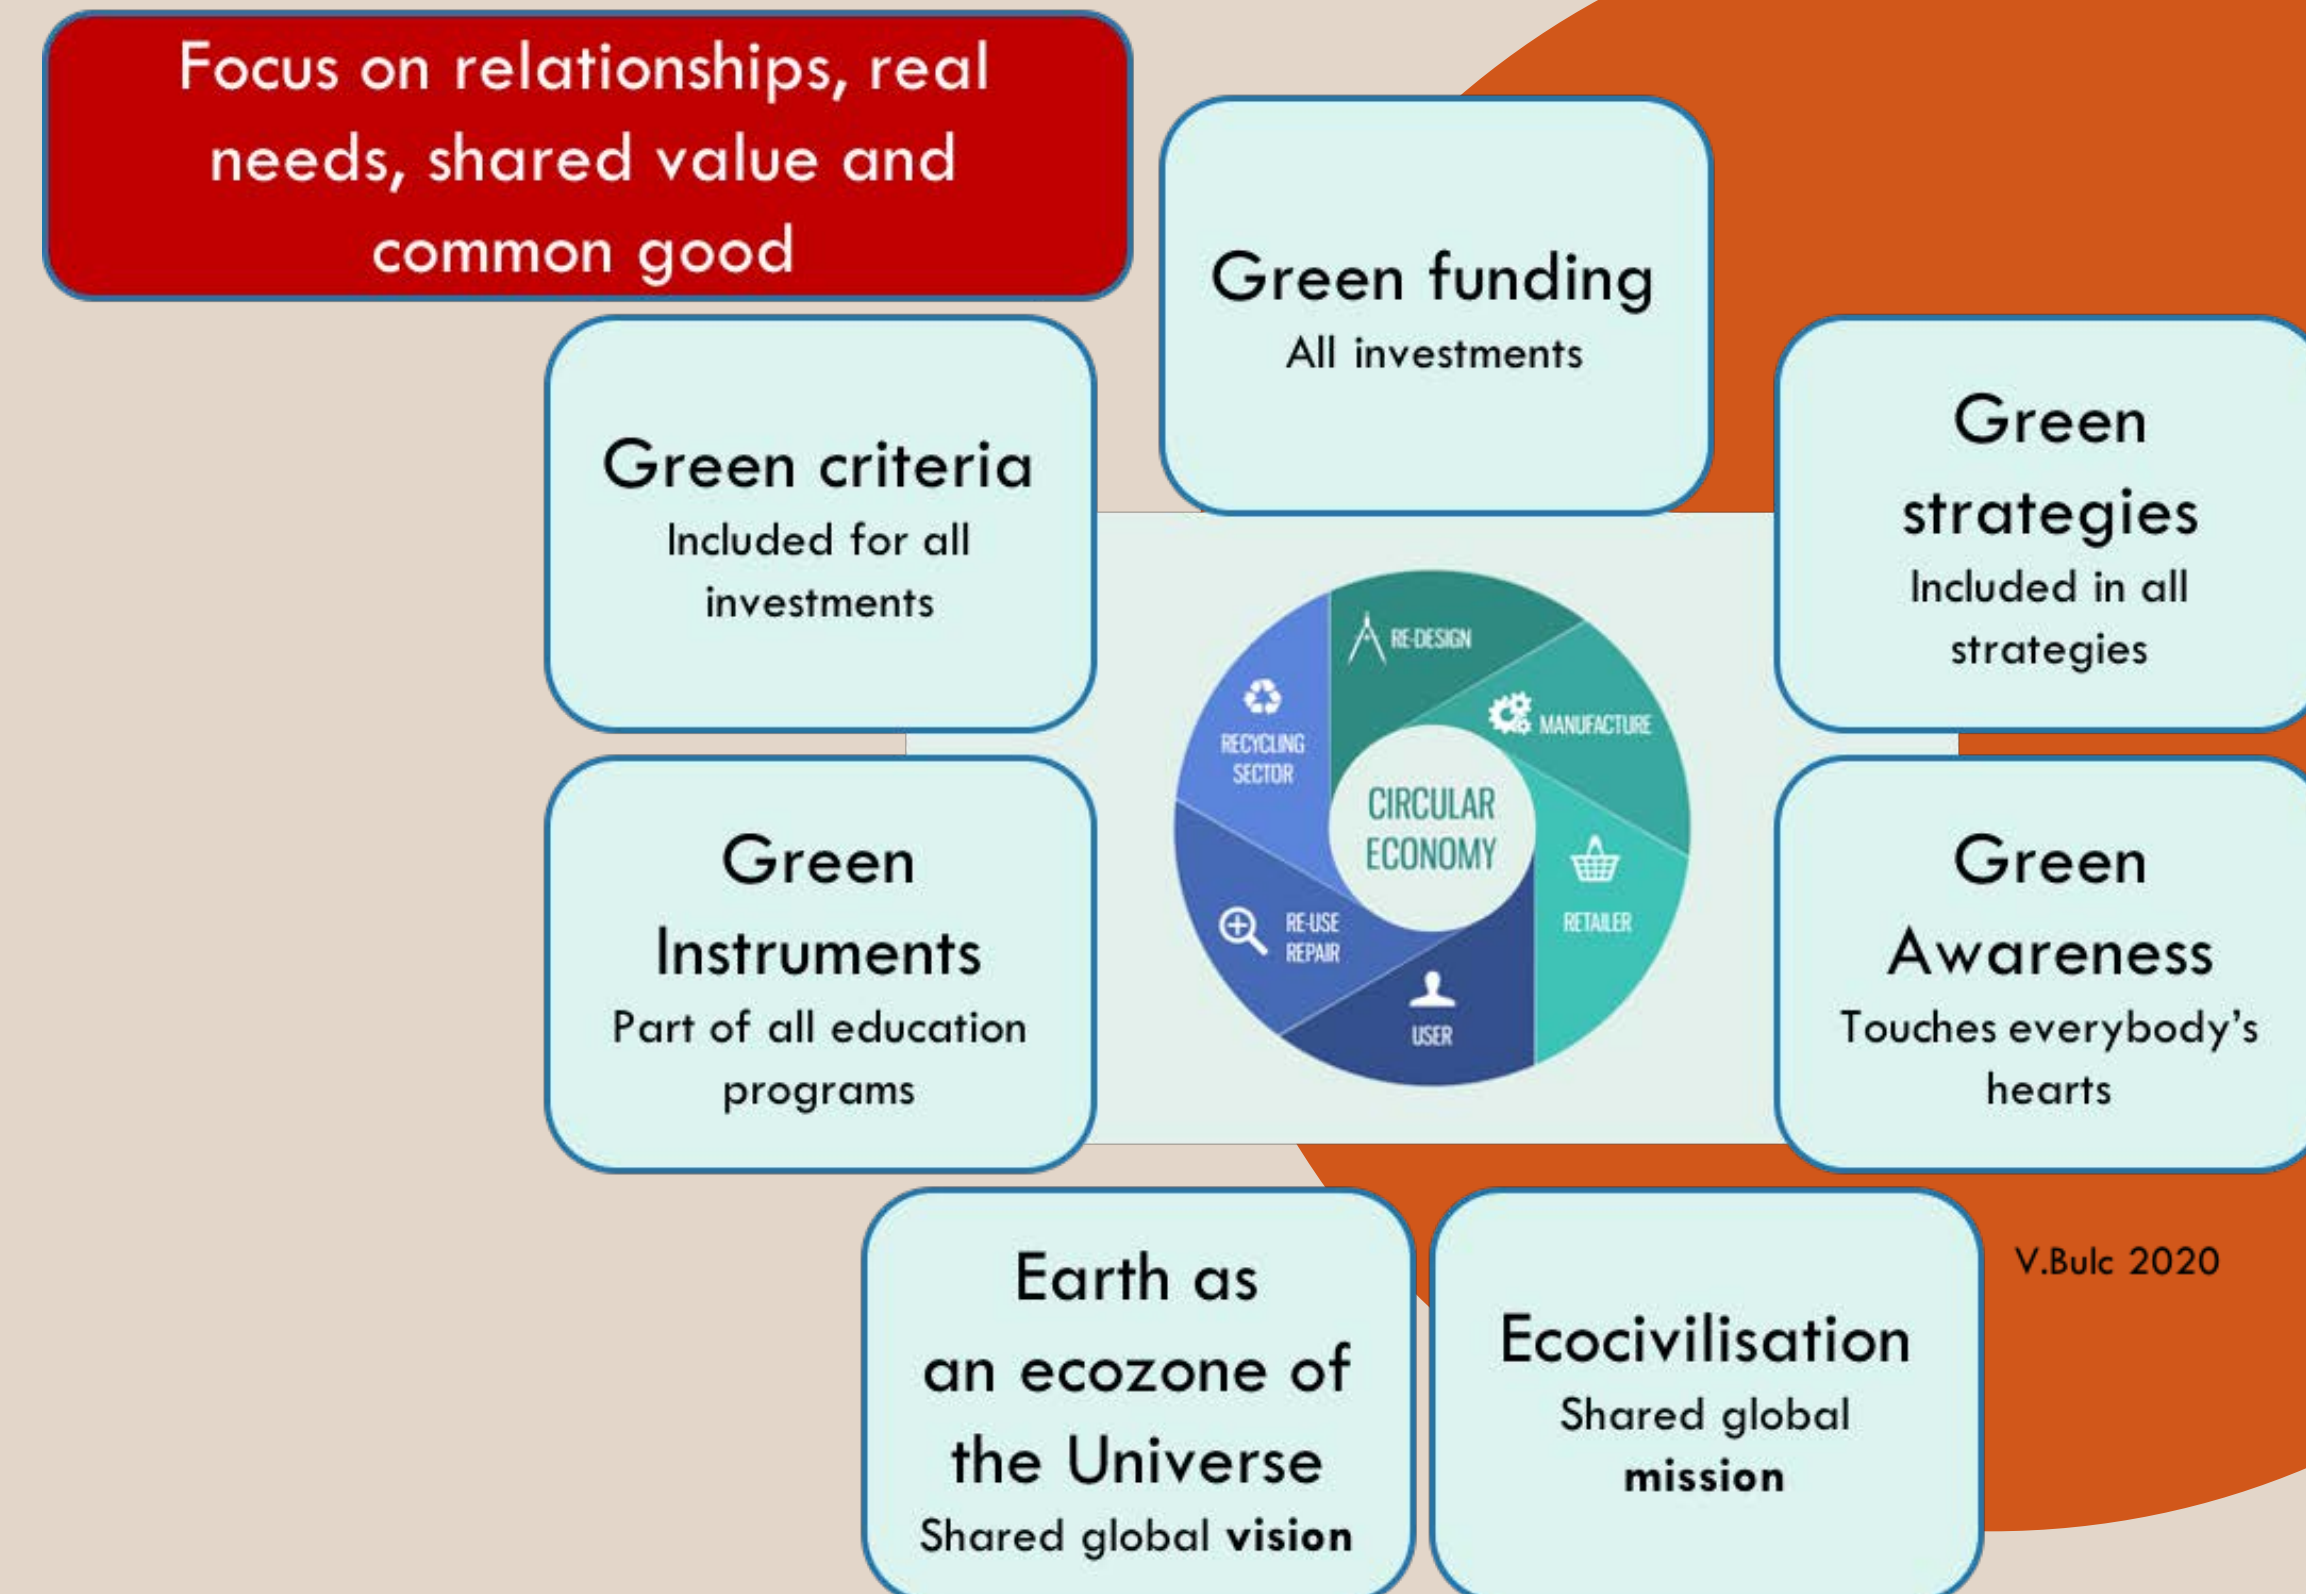 Focus on relationships, real
needs, shared value and
common good
Green funding
All investments
Green criteria
Included for all
investments
Green
strategies
Included in all
strategies
RE-DESIGN
MANUFACTURE
RECYCLING
SECTOR
CIRCULAR
ECONOMY
RETAILER
RE-USE
REPAIR
USER
Green
Instruments
Part of all education
programs
Green
Awareness
Touches everybody’s
hearts
Earth as
an ecozone of
the Universe
Shared global vision
Ecocivilisation
Shared global
mission
V.Bulc 2020